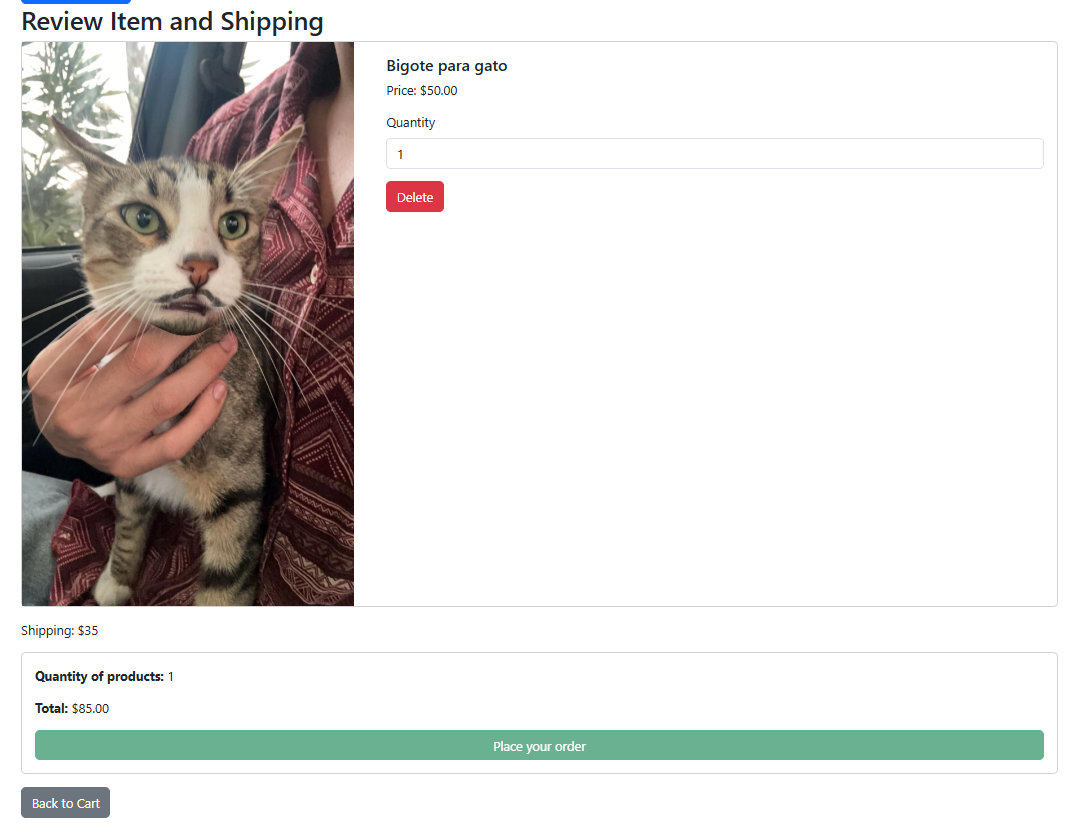 Review Item and Shipping
Bigote para gato
Price: $50.00
Quantity
1
Delete
Shipping: $35
Quantity of products: 1
Total: $85.00
Place your order
Back to Cart